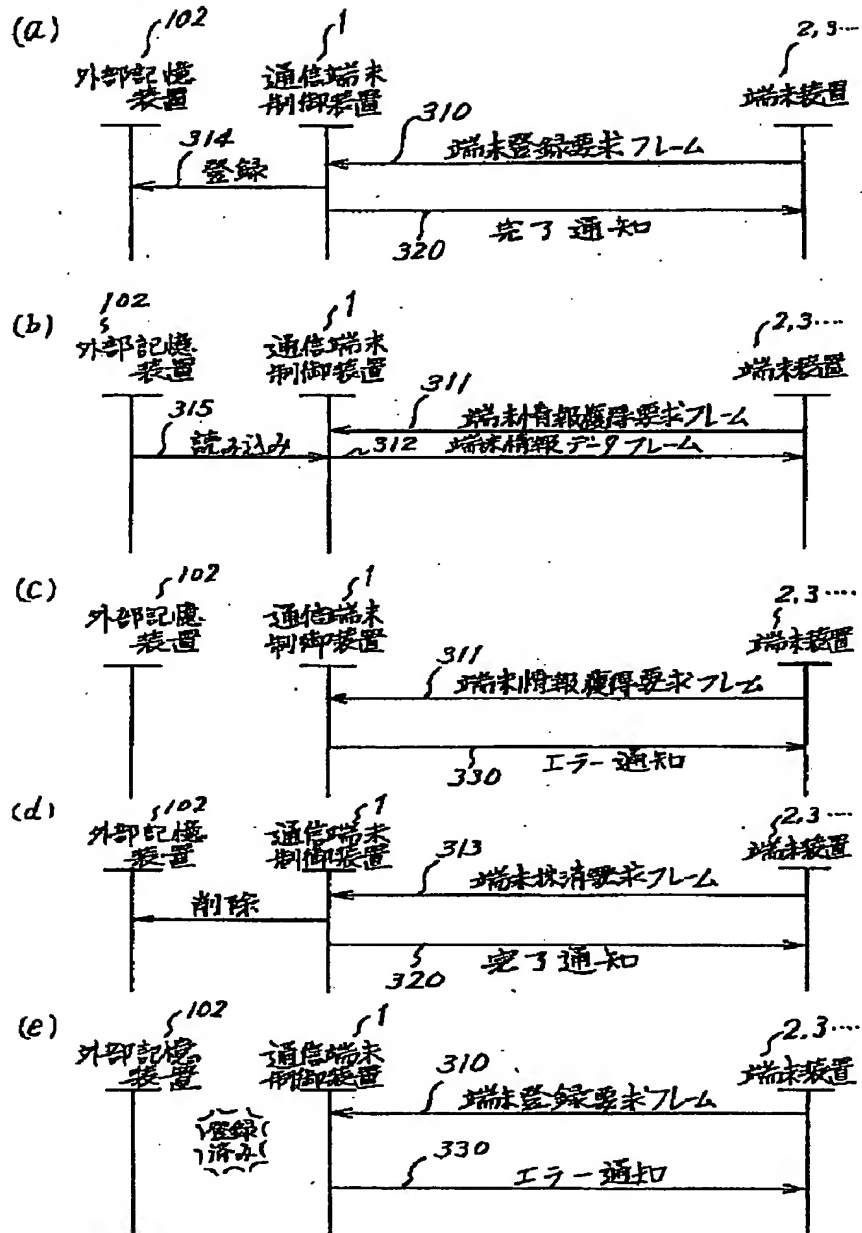 (a)
102
外部記憶
装置
1
通信端末
制御装置
2,3…
端末装置
310
端末登録要求フレーム
314
登録
320
完了通知
(b)
102
外部記憶
装置
1
通信端末
制御装置
2,3…
端末装置
311
端末情報獲得要求フレーム
315
読み込み
312
端末情報データフレーム
(c)
102
外部記憶
装置
1
通信端末
制御装置
2,3…
端末装置
311
端末情報獲得要求フレーム
330
エラー通知
(d)
102
外部記憶
装置
1
通信端末
制御装置
2,3…
端末装置
313
端末抹消要求フレーム
削除
320
完了通知
(e)
102
外部記憶
装置
1
通信端末
制御装置
2,3…
端末装置
310
端末登録要求フレーム
登録
済み
330
エラー通知